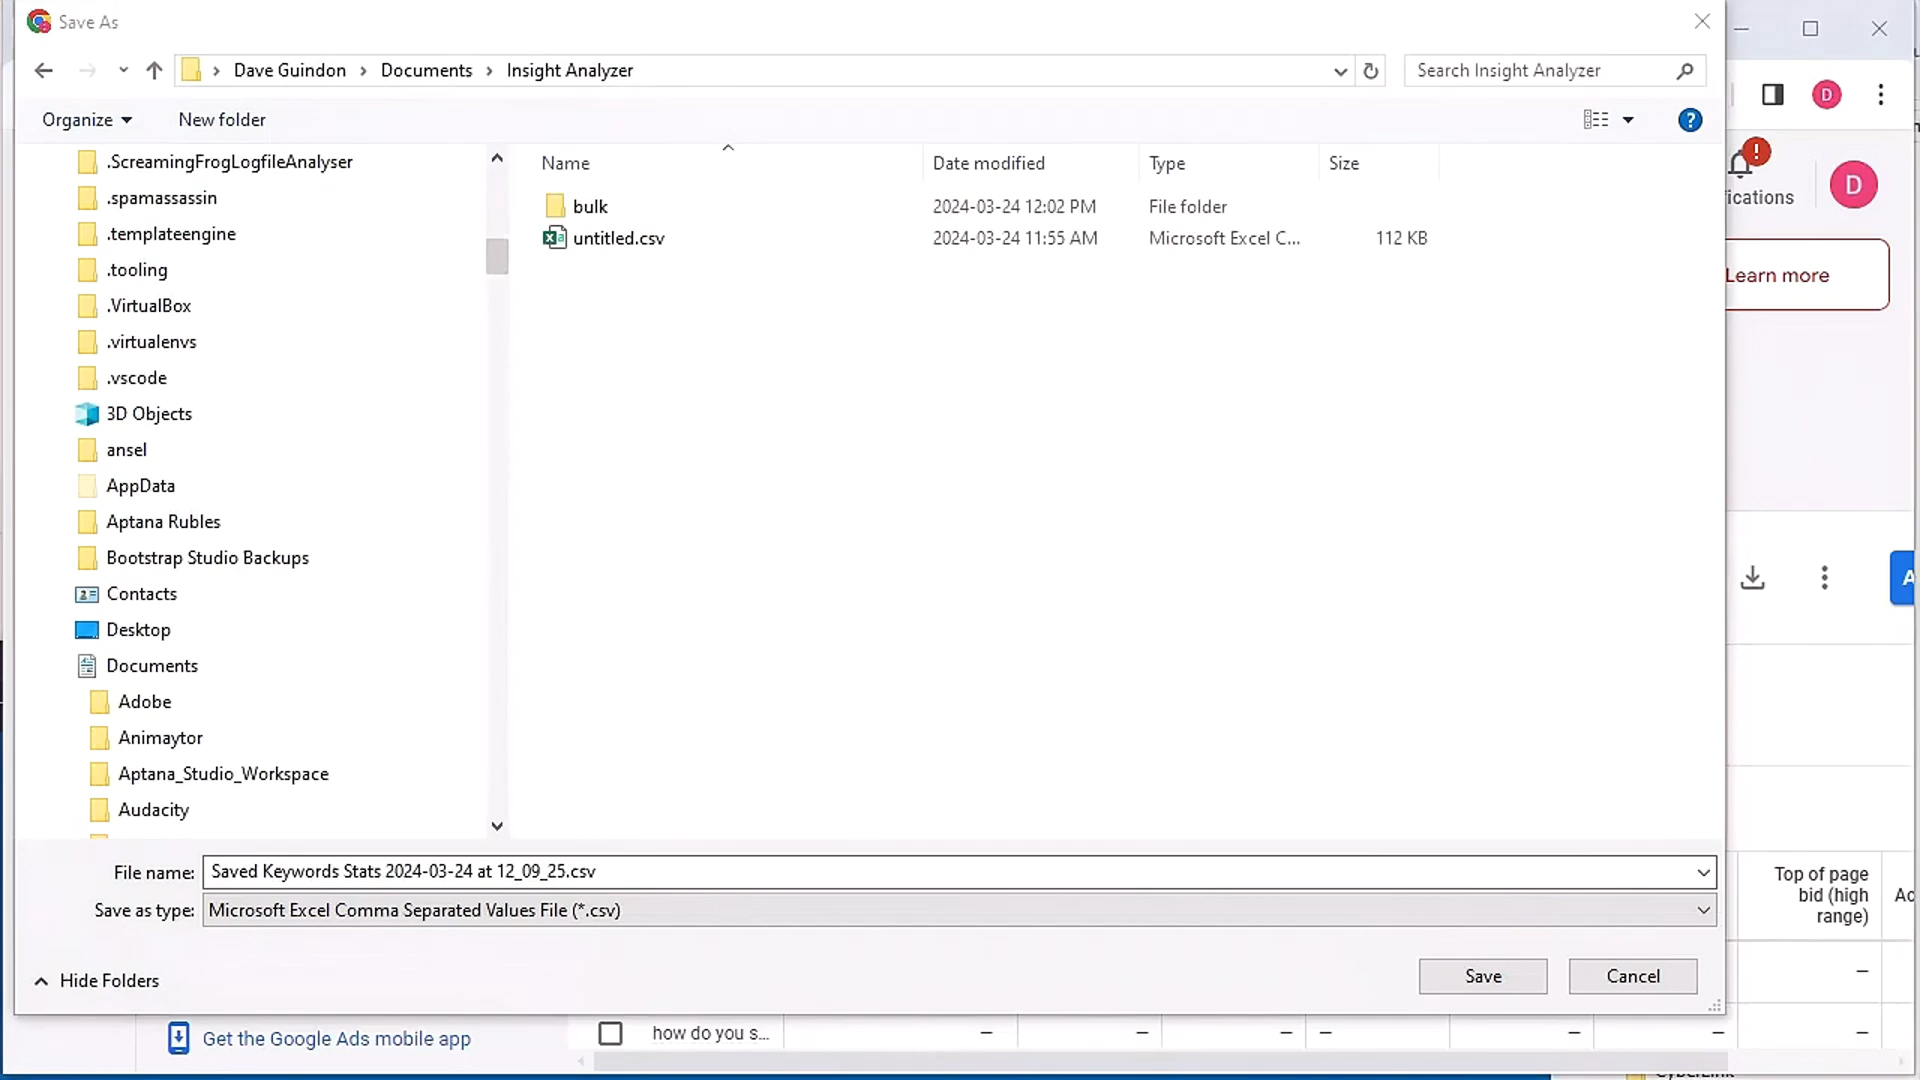 Save As
Dave Guindon
Documents
Insight Analyzer
Search Insight Analyzer
Organize
New folder
Name
Date modified
Type
Size
bulk
2024-03-24 12:02 PM
File folder
untitled.csv
2024-03-24 11:55 AM
Microsoft Excel C...
112 KB
.ScreamingFrogLogfileAnalyser
.spamassassin
.templateengine
.tooling
.VirtualBox
.virtualenvs
.vscode
3D Objects
ansel
AppData
Aptana Rubles
Bootstrap Studio Backups
Contacts
Desktop
Documents
Adobe
Animaytor
Aptana_Studio_Workspace
Audacity
File name:
Saved Keywords Stats 2024-03-24 at 12_09_25.csv
Save as type:
Microsoft Excel Comma Separated Values File (*.csv)
Hide Folders
Save
Cancel
D
ications
D
Learn more
A
Top of page
bid (high
range)
Ac
Get the Google Ads mobile app
how do you s...